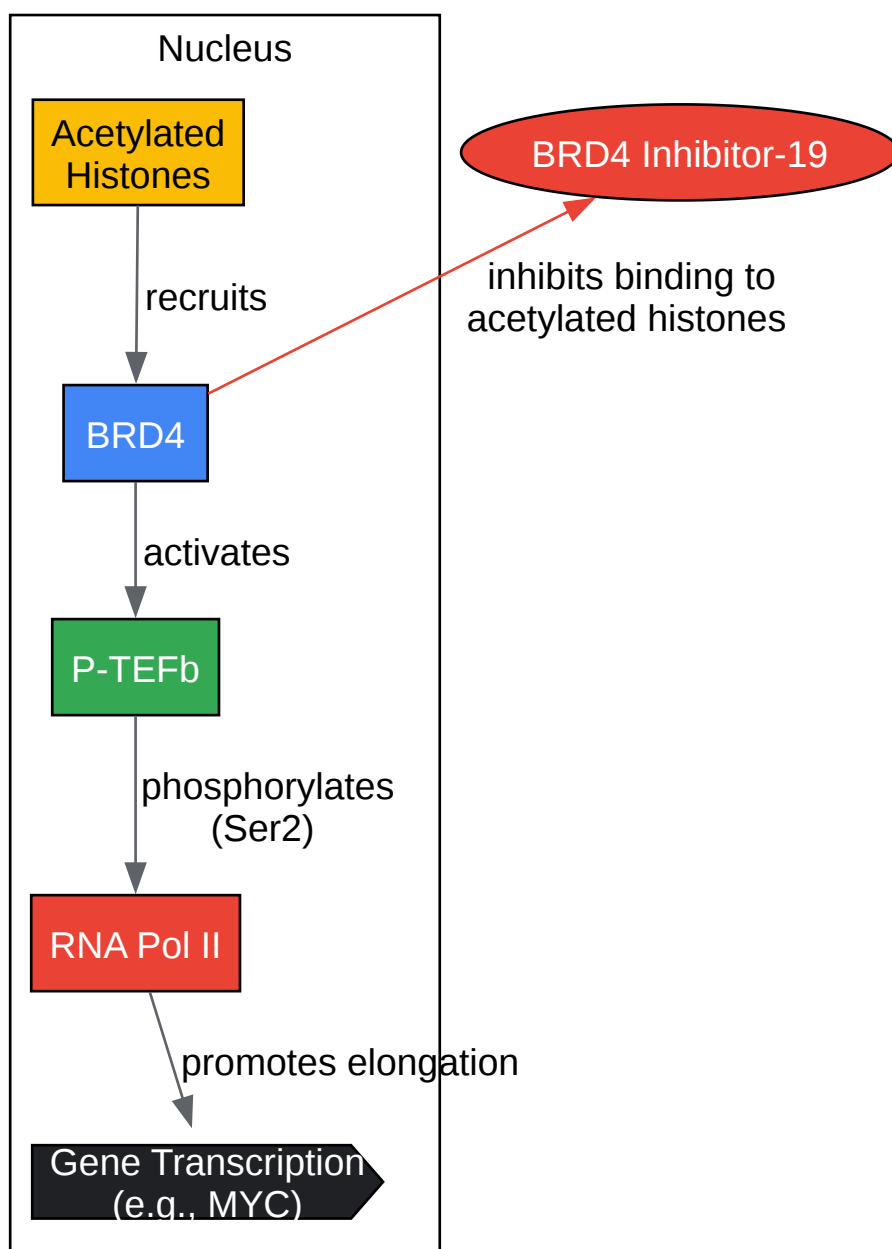 Nucleus
Acetylated
Histones
BRD4 Inhibitor-19
inhibits binding to
acetylated histones
recruits
BRD4
activates
P-TEFb
phosphorylates
(Ser2)
RNA Pol II
promotes elongation
Gene Transcription
(e.g., MYC)